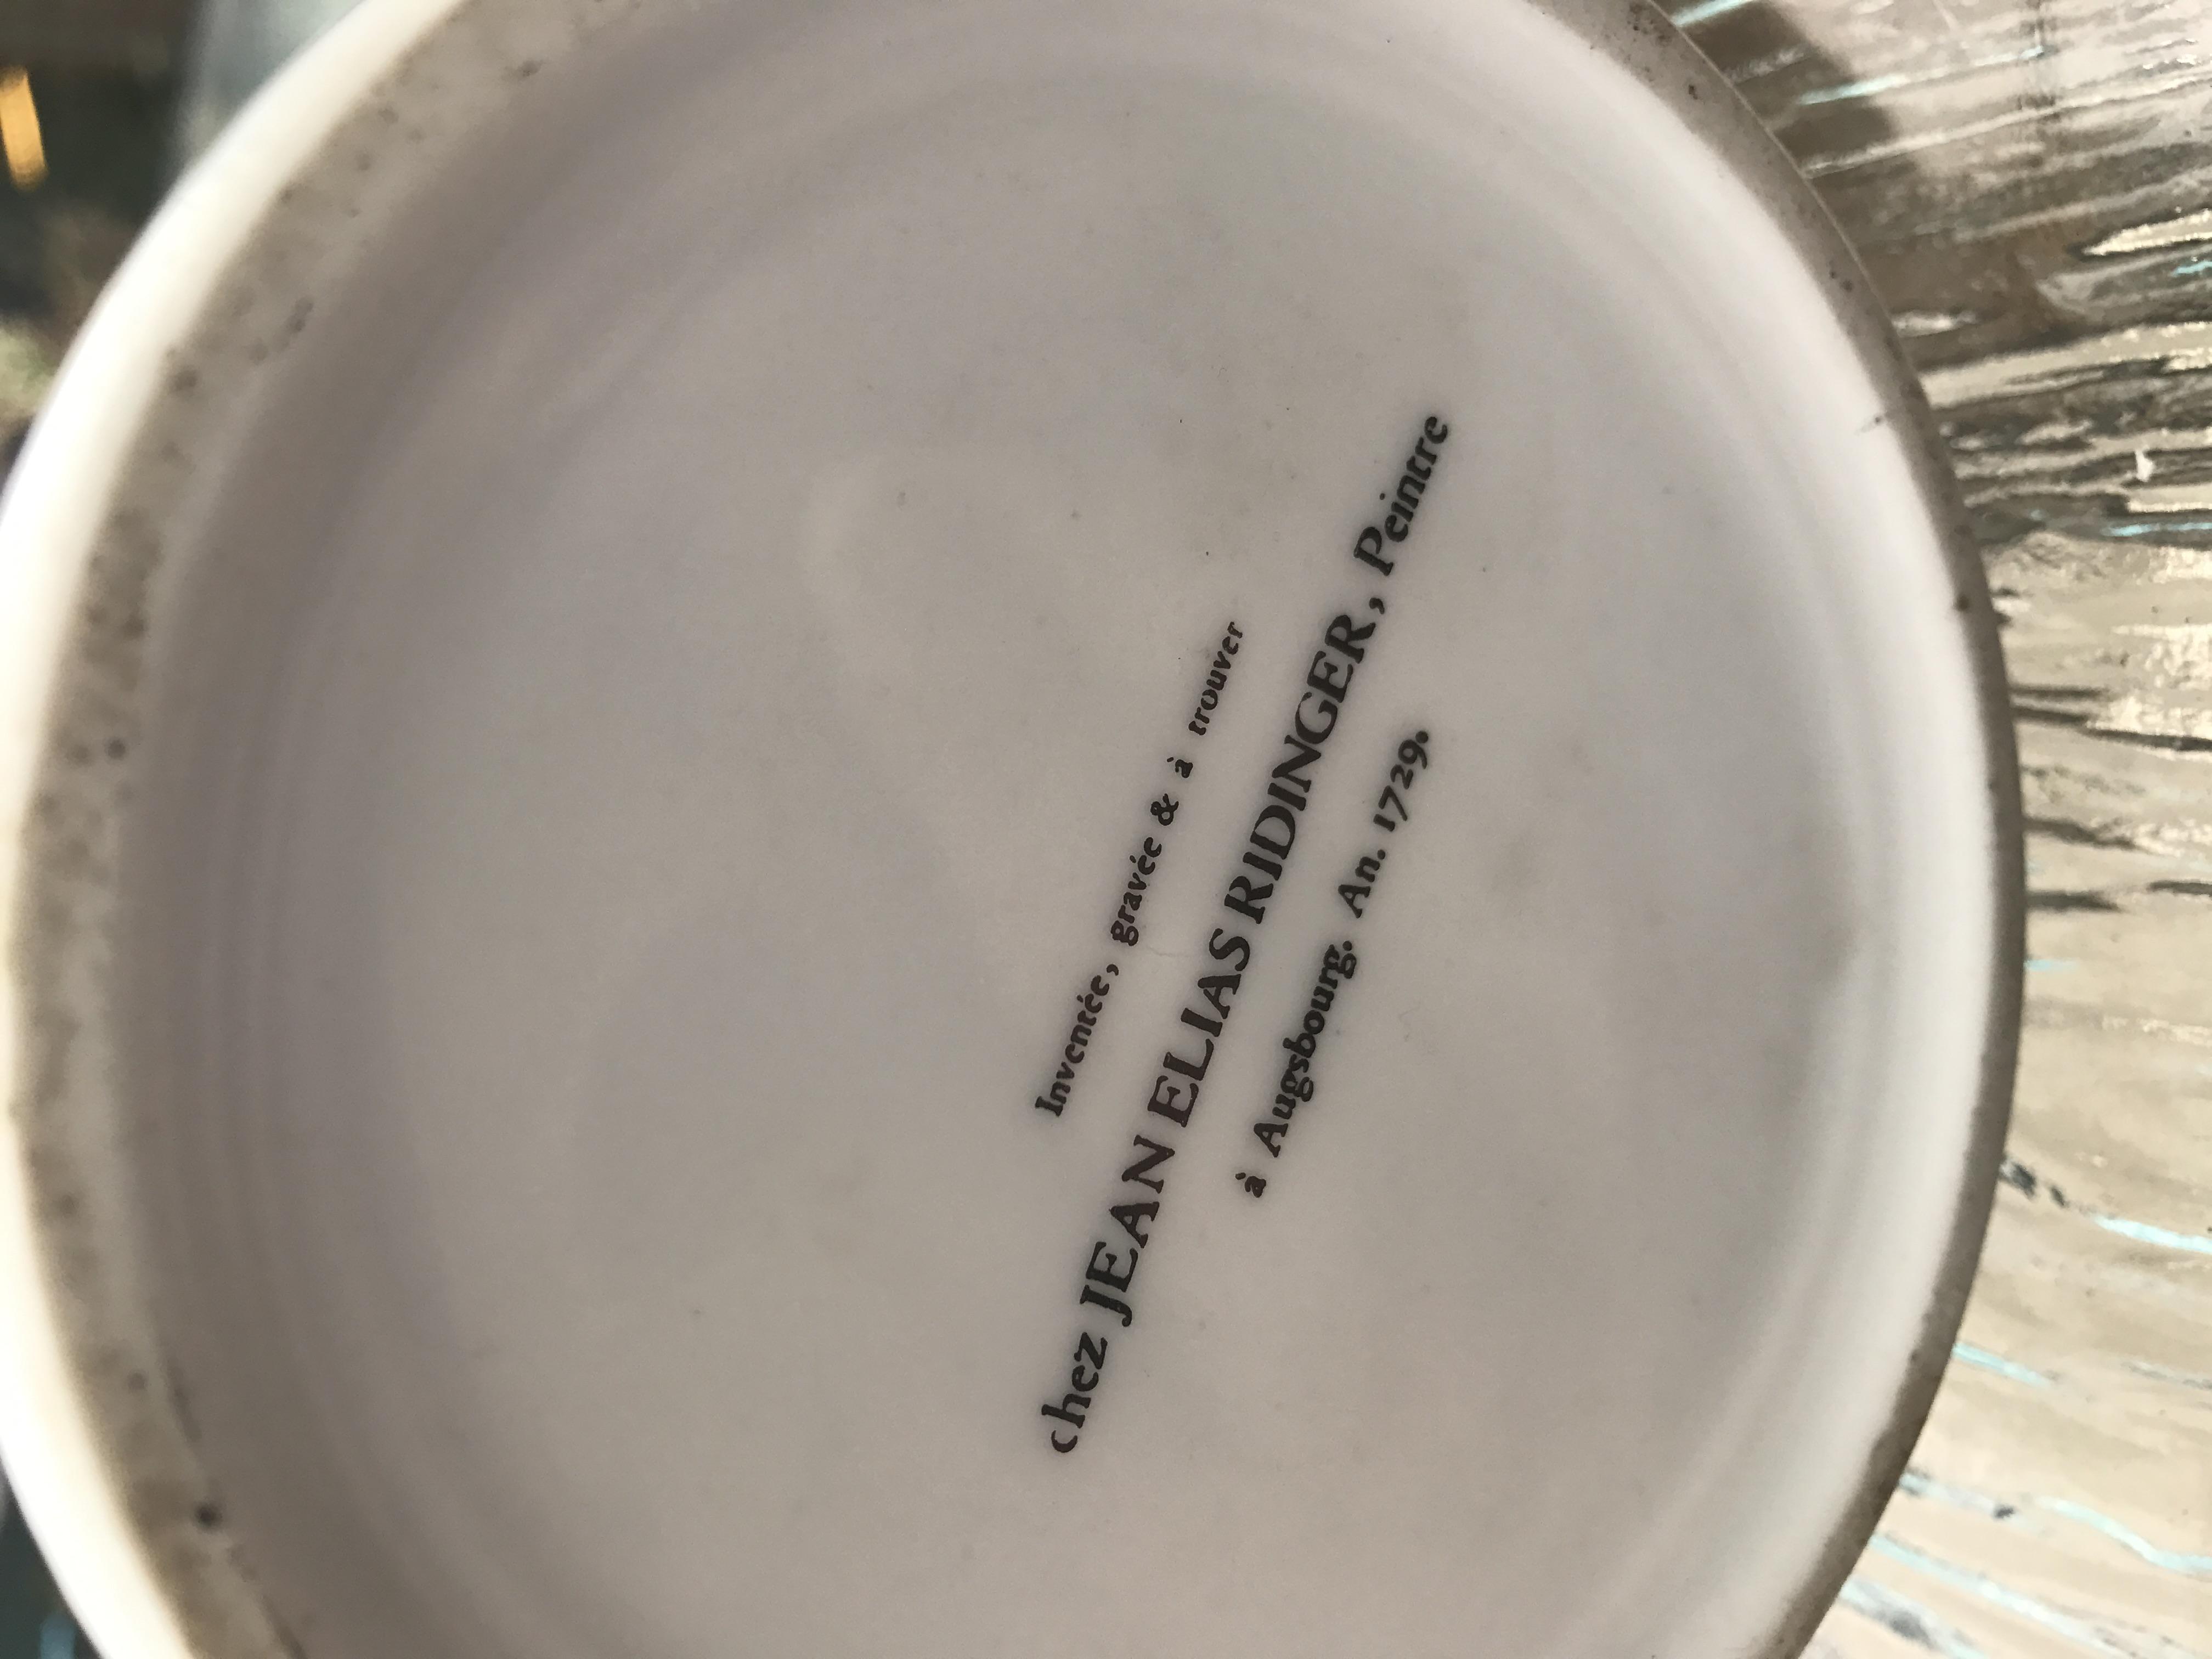 Inventée, gravée & à trouver
chez JEAN ELIAS RIDINGER, Peintre
à Augsbourg. An. 1729.